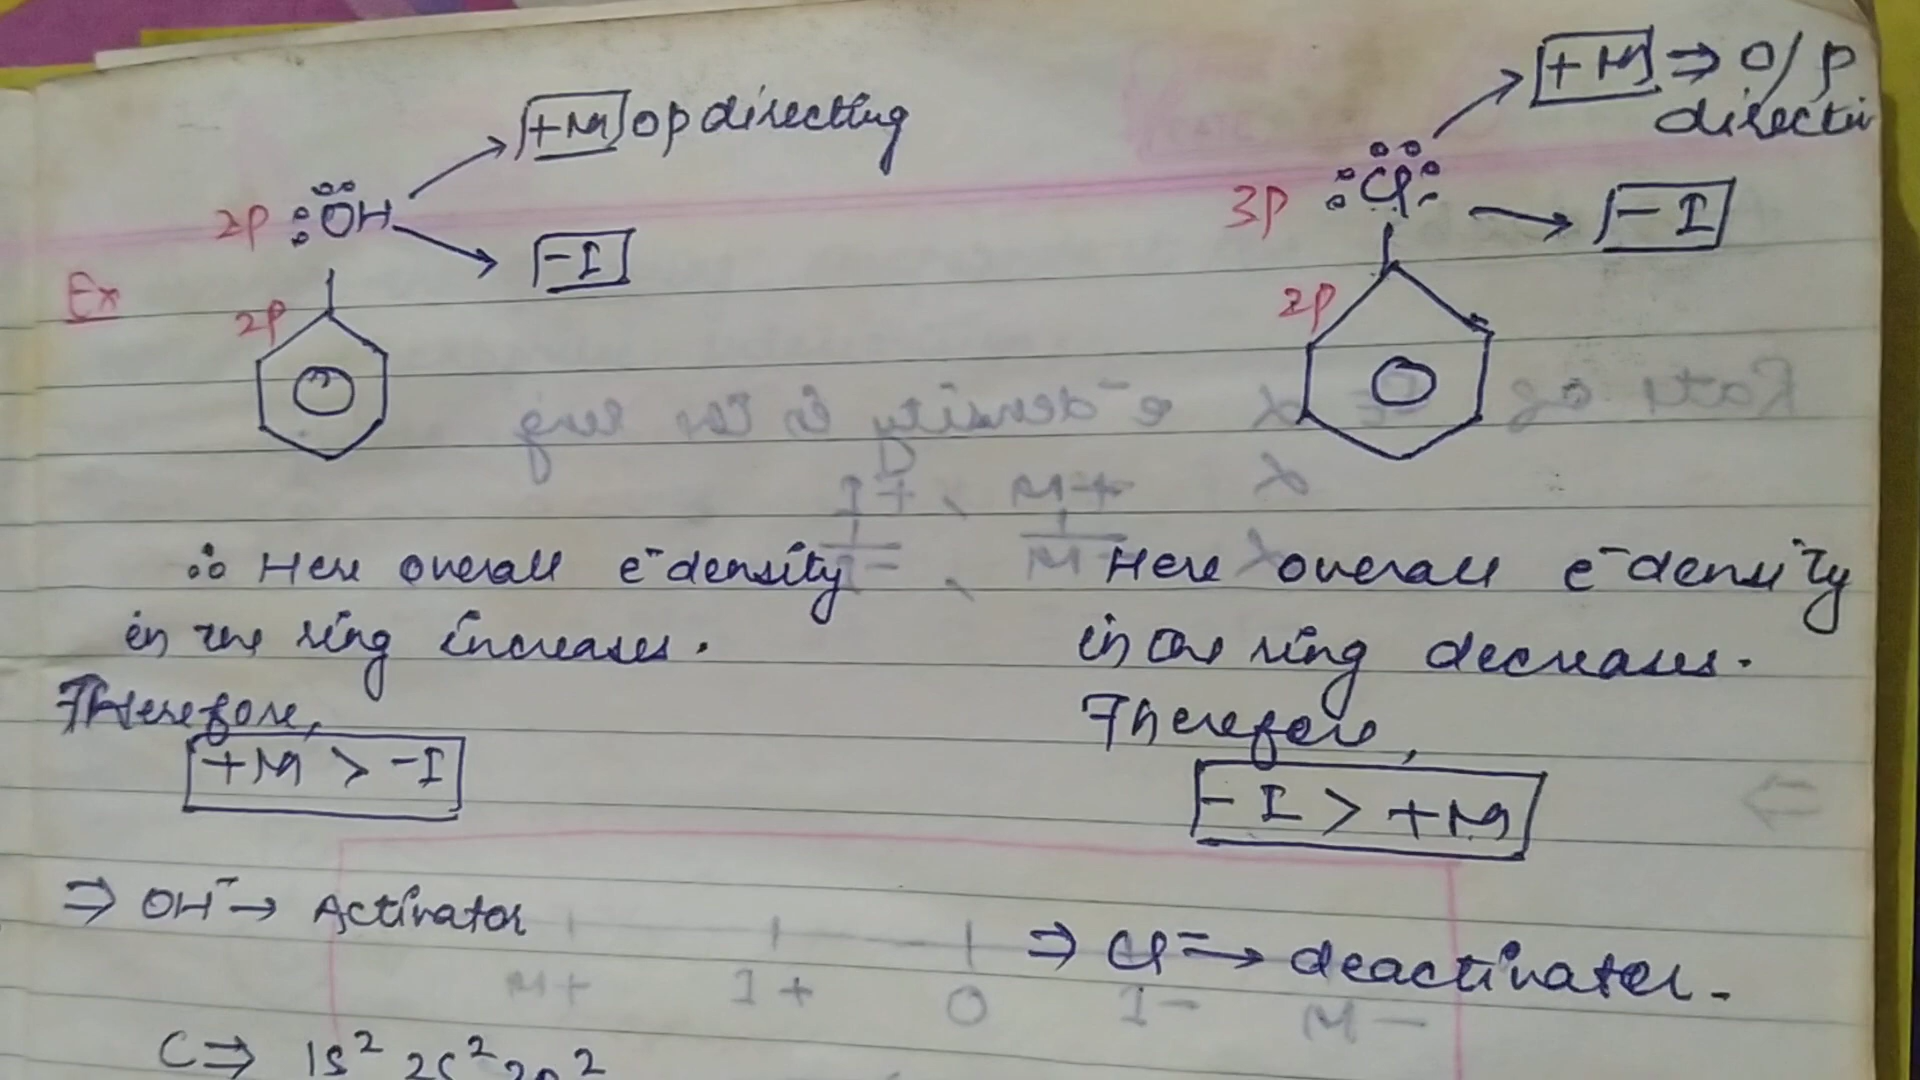 +M op directing
+M ⇒ O/P
directin
2p :ÖH
-I
3p :Cl:
-I
Ex
2p
2p
∴ Here overall e⁻density
in the ring increases.
Therefore,
+M > -I
⇒ OH⁻ → Activator
Here overall e⁻density
in the ring decreases.
Therefore,
-I > +M
⇒ Cl⁻ → deactivator.
C ⇒ 1s² 2s² 2p²